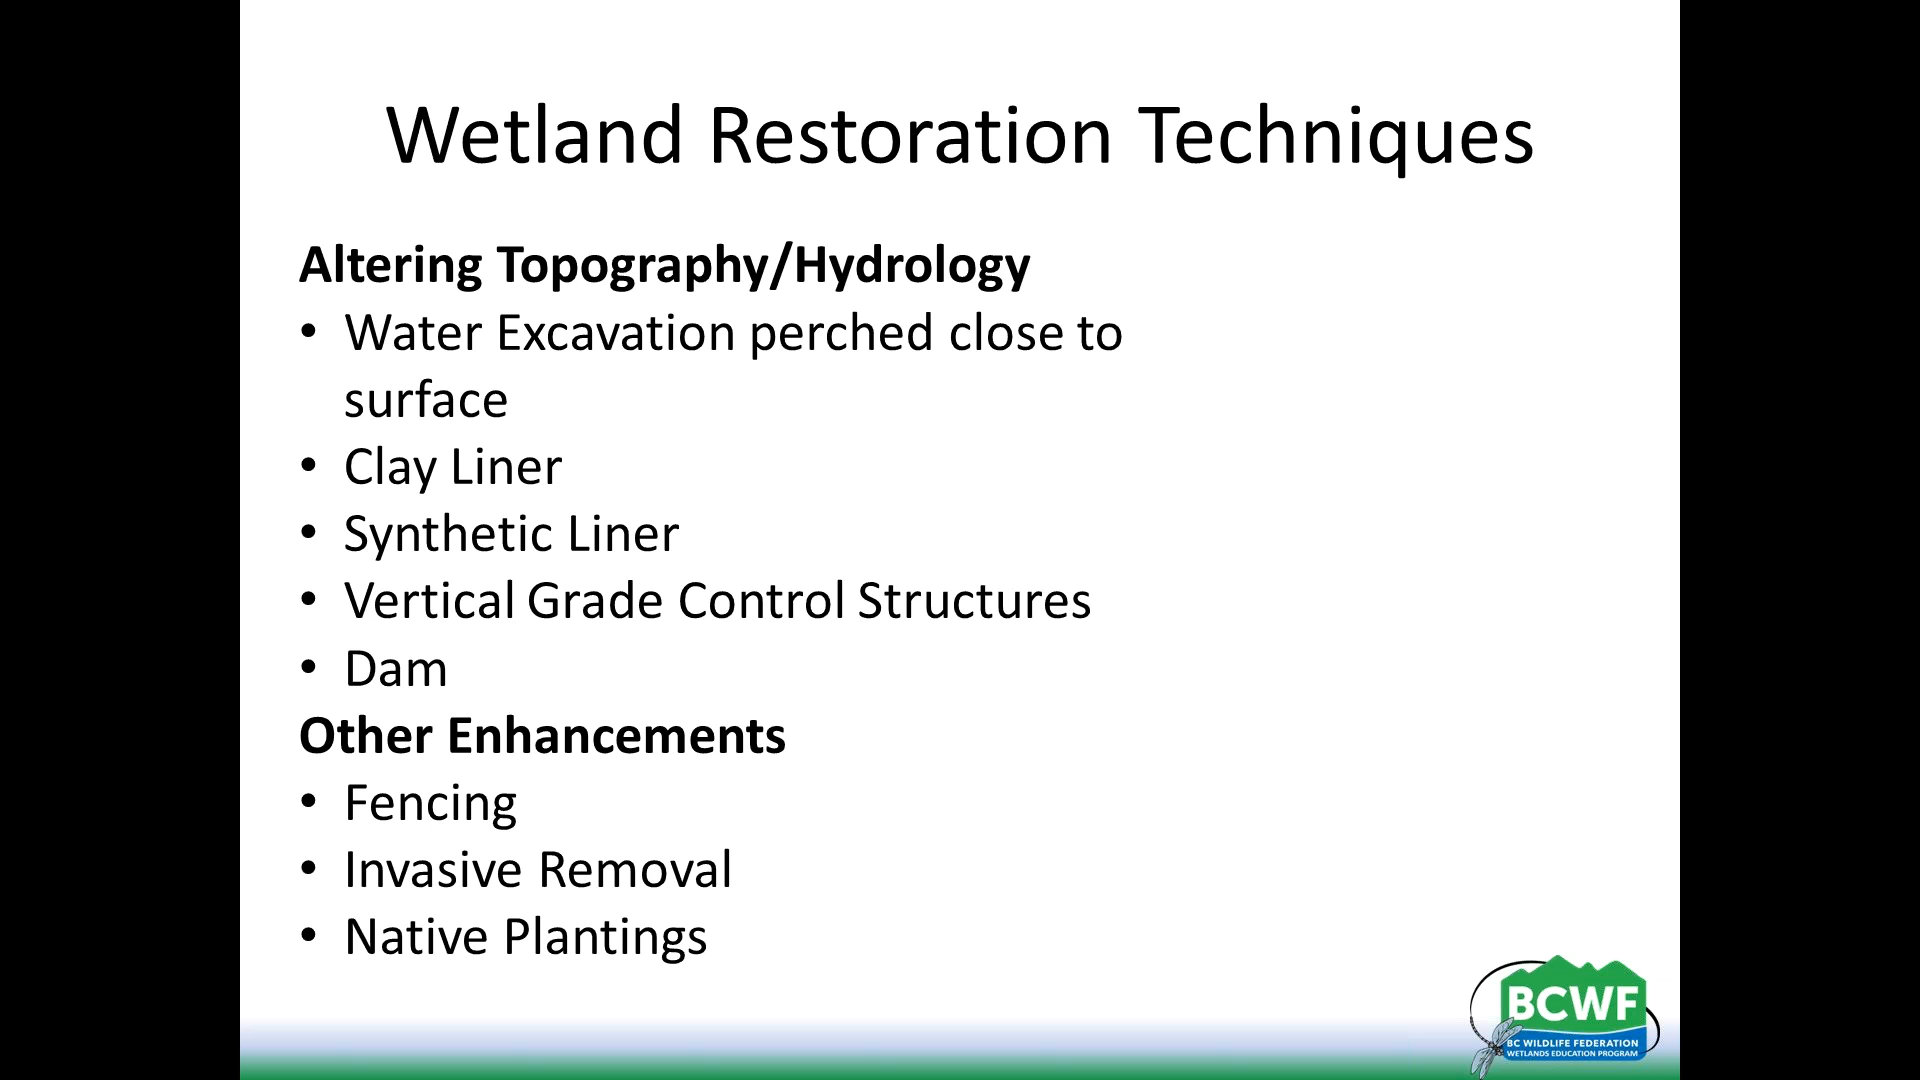 Wetland Restoration Techniques
Altering Topography/Hydrology
• Water Excavation perched close to
surface
• Clay Liner
• Synthetic Liner
• Vertical Grade Control Structures
• Dam
Other Enhancements
• Fencing
• Invasive Removal
• Native Plantings
BCWF
BC WILDLIFE FEDERATION
WETLANDS EDUCATION PROGRAM